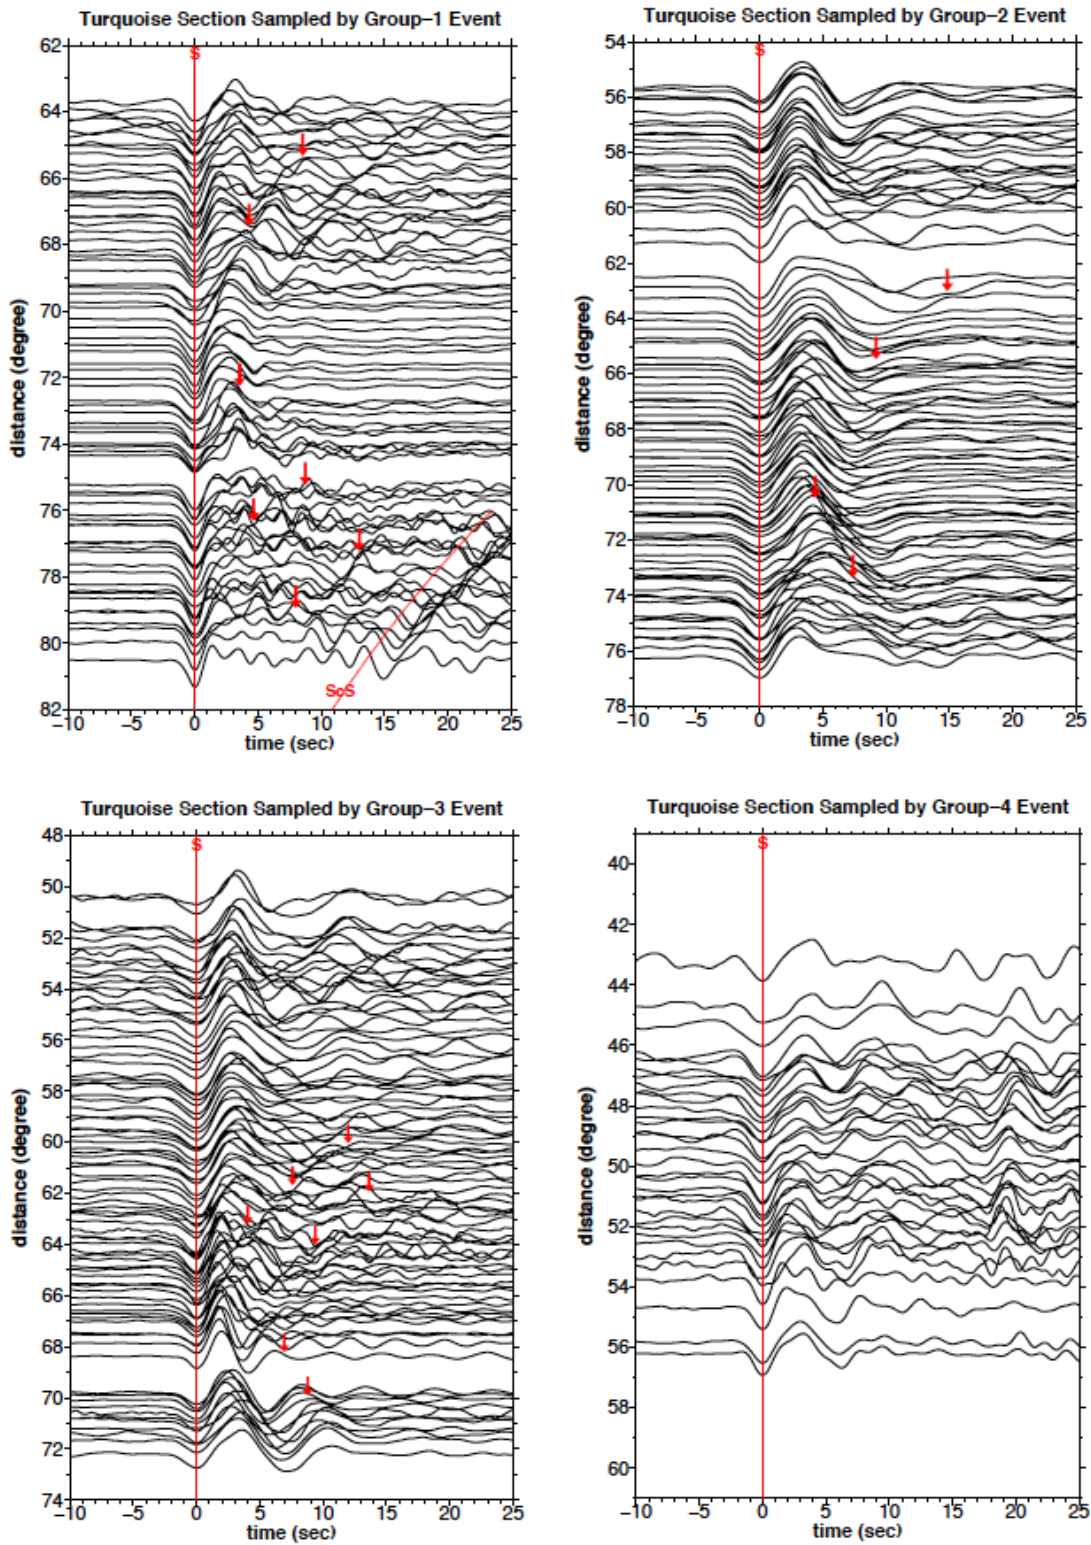 Turquoise Section Sampled by Group-1 Event
62
64
66
68
70
72
74
76
78
80
82
distance (degree)
S
ScS
-10 -5 0 5 10 15 20 25
time (sec)
Turquoise Section Sampled by Group-2 Event
54
56
58
60
62
64
66
68
70
72
74
76
78
distance (degree)
S
-10 -5 0 5 10 15 20 25
time (sec)
Turquoise Section Sampled by Group-3 Event
48
50
52
54
56
58
60
62
64
66
68
70
72
74
distance (degree)
S
-10 -5 0 5 10 15 20 25
time (sec)
Turquoise Section Sampled by Group-4 Event
40
42
44
46
48
50
52
54
56
58
60
distance (degree)
S
-10 -5 0 5 10 15 20 25
time (sec)